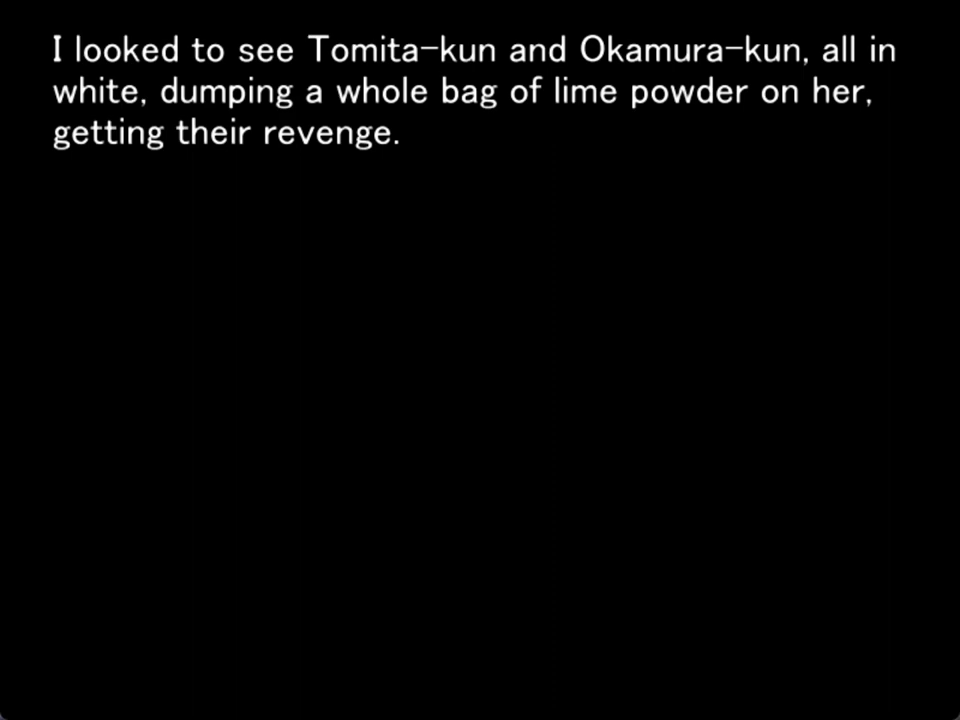 I looked to see Tomita-kun and Okamura-kun, all in
white, dumping a whole bag of lime powder on her,
getting their revenge.